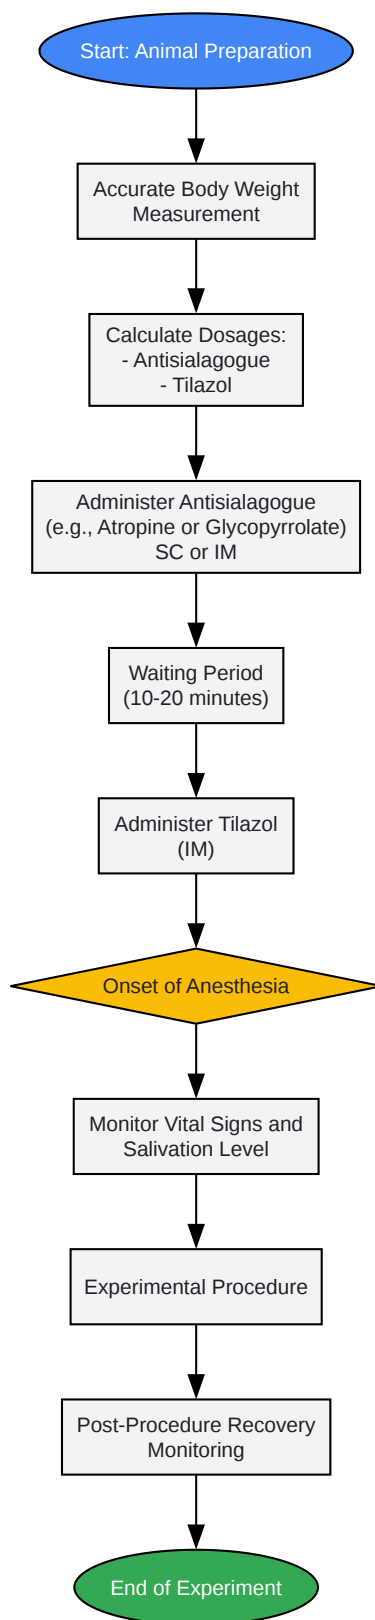 Start: Animal Preparation
Accurate Body Weight
Measurement
Calculate Dosages:
- Antisialagogue
- Tilazol
Administer Antisialagogue
(e.g., Atropine or Glycopyrrolate)
SC or IM
Waiting Period
(10-20 minutes)
Administer Tilazol
(IM)
Onset of Anesthesia
Monitor Vital Signs and
Salivation Level
Experimental Procedure
Post-Procedure Recovery
Monitoring
End of Experiment